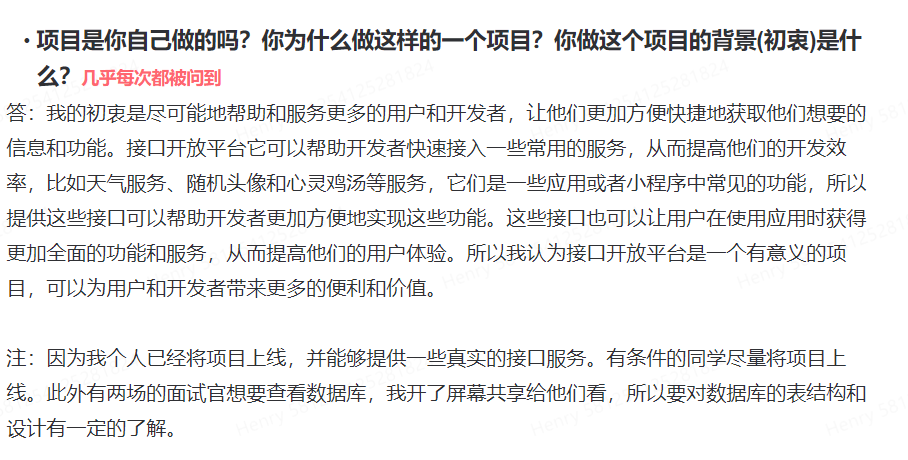 • 项目是你自己做的吗？你为什么做这样的一个项目？你做这个项目的背景(初衷)是什
么？几乎每次都被问到
答：我的初衷是尽可能地帮助和服务更多的用户和开发者，让他们更加方便快捷地获取他们想要的
信息和功能。接口开放平台它可以帮助开发者快速接入一些常用的服务，从而提高他们的开发效
率，比如天气服务、随机头像和心灵鸡汤等服务，它们是一些应用或者小程序中常见的功能，所以
提供这些接口可以帮助开发者更加方便地实现这些功能。这些接口也可以让用户在使用应用时获得
更加全面的功能和服务，从而提高他们的用户体验。所以我认为接口开放平台是一个有意义的项
目，可以为用户和开发者带来更多的便利和价值。
注：因为我个人已经将项目上线，并能够提供一些真实的接口服务。有条件的同学尽量将项目上
线。此外有两场的面试官想要查看数据库，我开了屏幕共享给他们看，所以要对数据库的表结构和
设计有一定的了解。